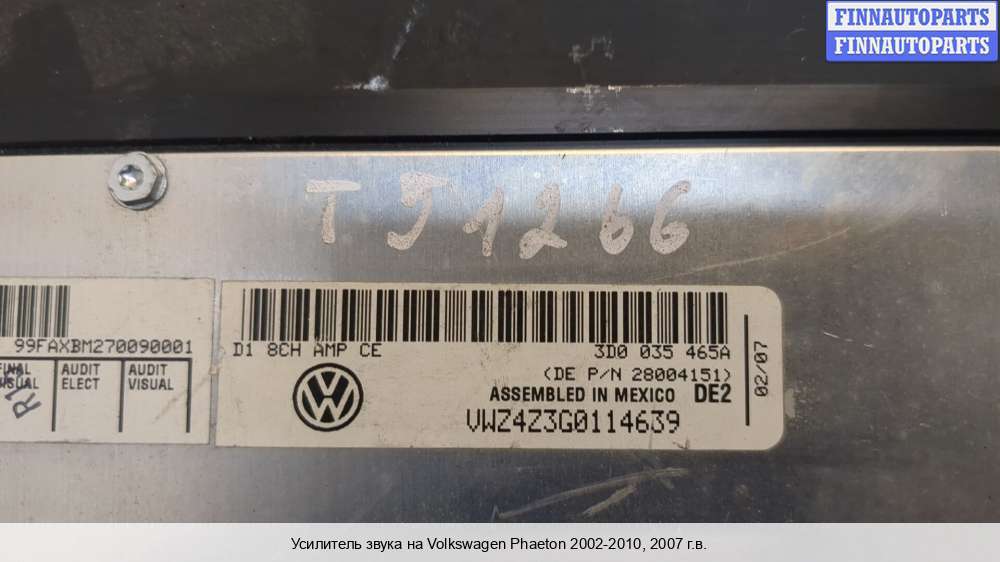 FINNAUTOPARTS
FINNAUTOPARTS
TJ1266
99FAXBM270090001
FINAL VISUAL
AUDIT ELECT
AUDIT VISUAL
D1 8CH AMP CE
3D0 035 465A
(DE P/N 28004151)
ASSEMBLED IN MEXICO DE2
VWZ4Z3G0114639
02/07
Усилитель звука на Volkswagen Phaeton 2002-2010, 2007 г.в.